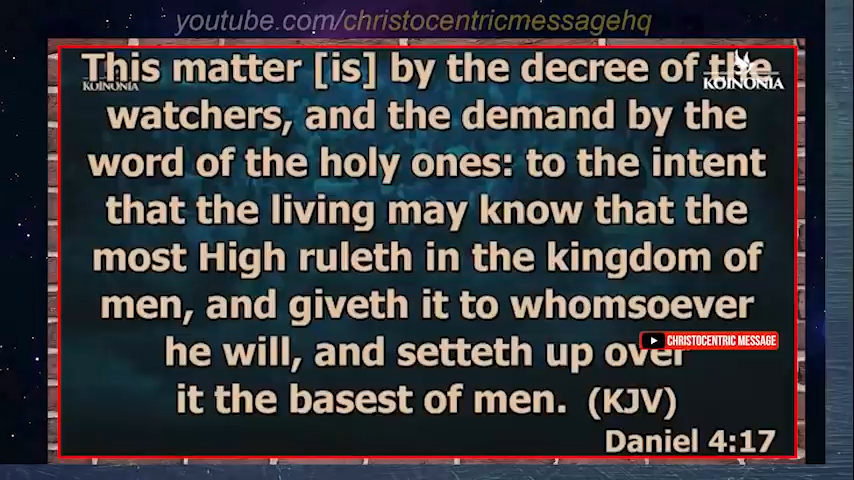 youtube.com/christocentricmessagehq
This matter [is] by the decree of the
KOINONIA
KOINONIA
watchers, and the demand by the
word of the holy ones: to the intent
that the living may know that the
most High ruleth in the kingdom of
men, and giveth it to whomsoever
he will, and setteth up over
CHRISTOCENTRIC MESSAGE
it the basest of men. (KJV)
Daniel 4:17